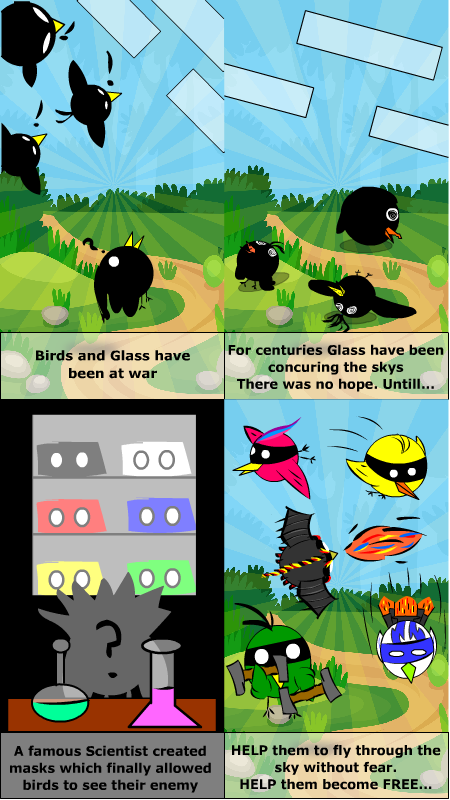 Birds and Glass have
been at war
For centuries Glass have been
concuring the skys
There was no hope. Untill...
A famous Scientist created
masks which finally allowed
birds to see their enemy
HELP them to fly through the
sky without fear.
HELP them become FREE...